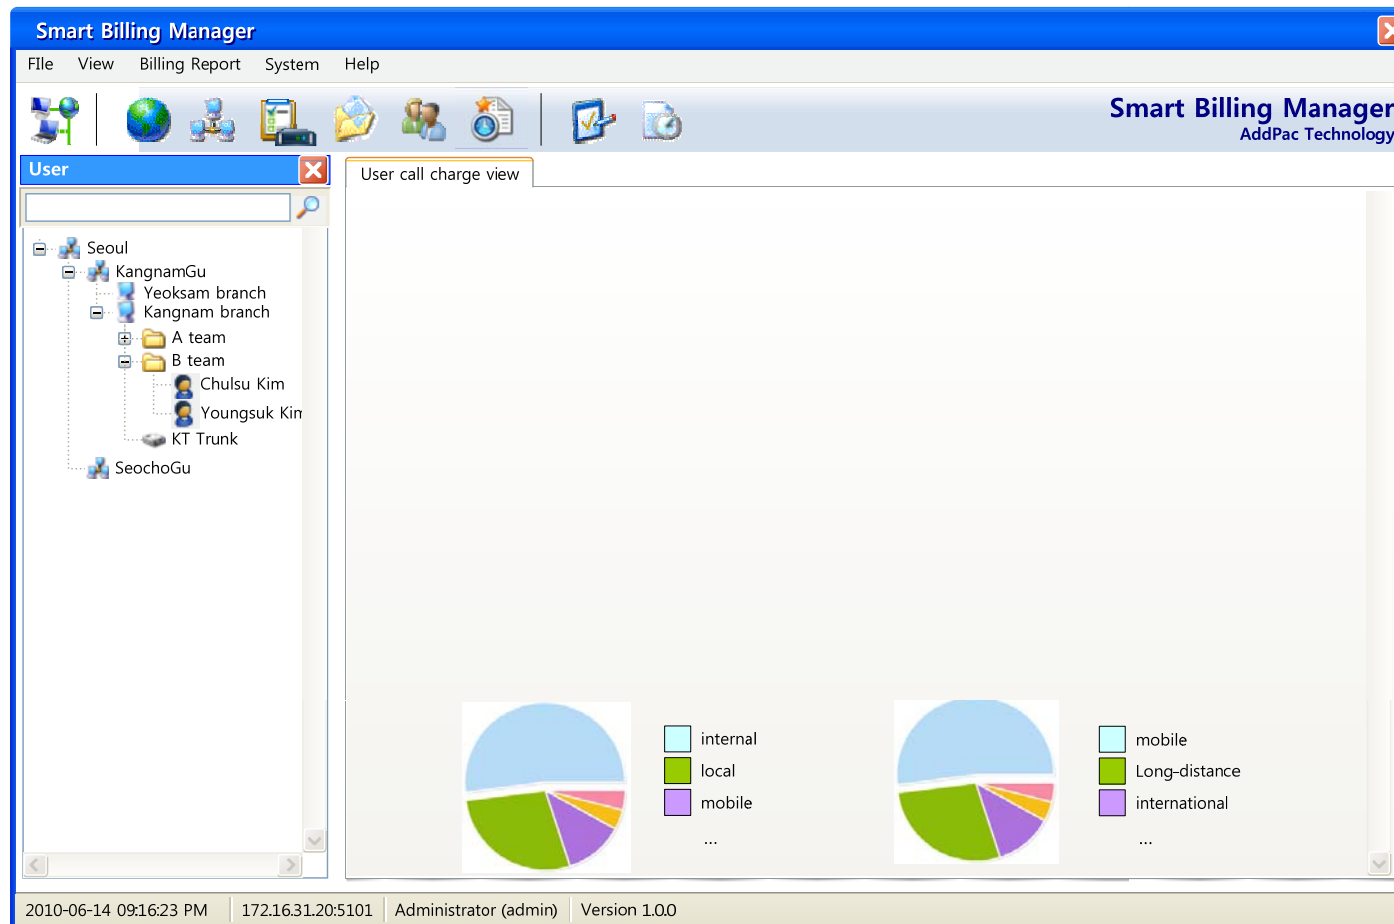 Smart Billing Manager
FIle View Billing Report System Help
Smart Billing Manager
AddPac Technology
User
User call charge view
Seoul
KangnamGu
Yeoksam branch
Kangnam branch
A team
B team
Chulsu Kim
Youngsuk Kim
KT Trunk
SeochoGu
internal
local
mobile
...
mobile
Long-distance
international
...
2010-06-14 09:16:23 PM 172.16.31.20:5101 Administrator (admin) Version 1.0.0